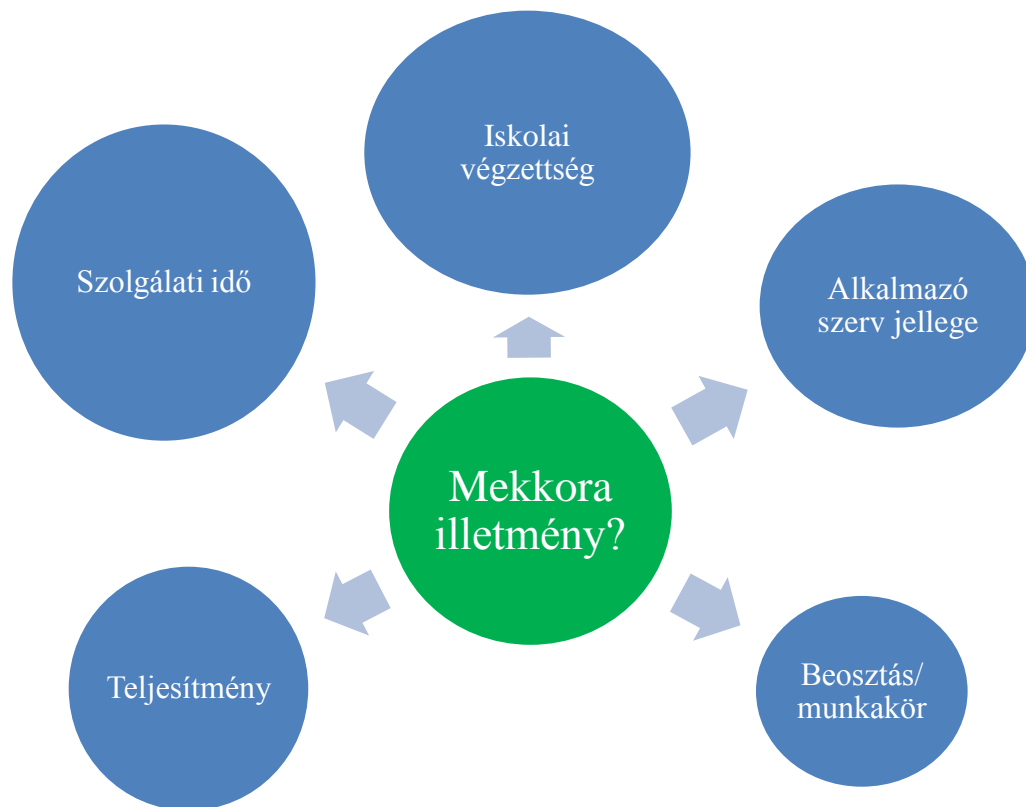 Iskolai
végzettség
Szolgálati idő
Alkalmazó
szerv jellege
Mekkora
illetmény?
Teljesítmény
Beosztás/
munkakör